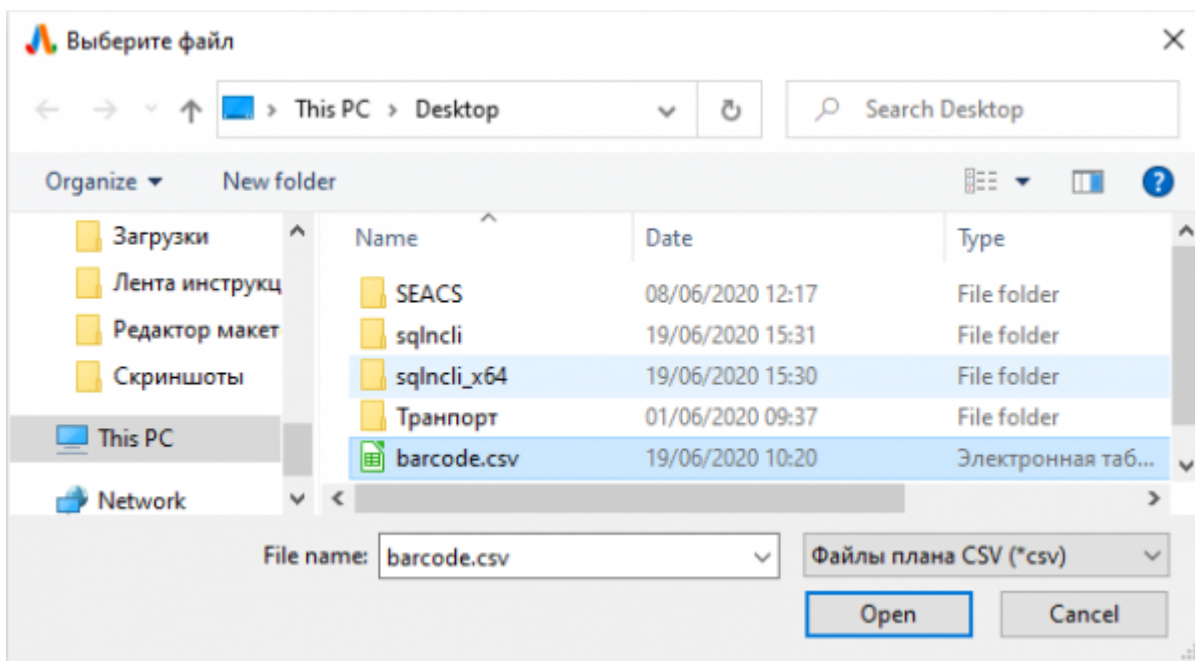 Выберите файл
This PC > Desktop
Search Desktop
Organize
New folder
Загрузки
Лента инструкц
Редактор макет
Скриншоты
This PC
Network
Name Date Type
SEACS 08/06/2020 12:17 File folder
sqlncli 19/06/2020 15:31 File folder
sqlncli_x64 19/06/2020 15:30 File folder
Транпорт 01/06/2020 09:37 File folder
barcode.csv 19/06/2020 10:20 Электронная таб...
File name: barcode.csv Файлы плана CSV (*csv)
Open Cancel